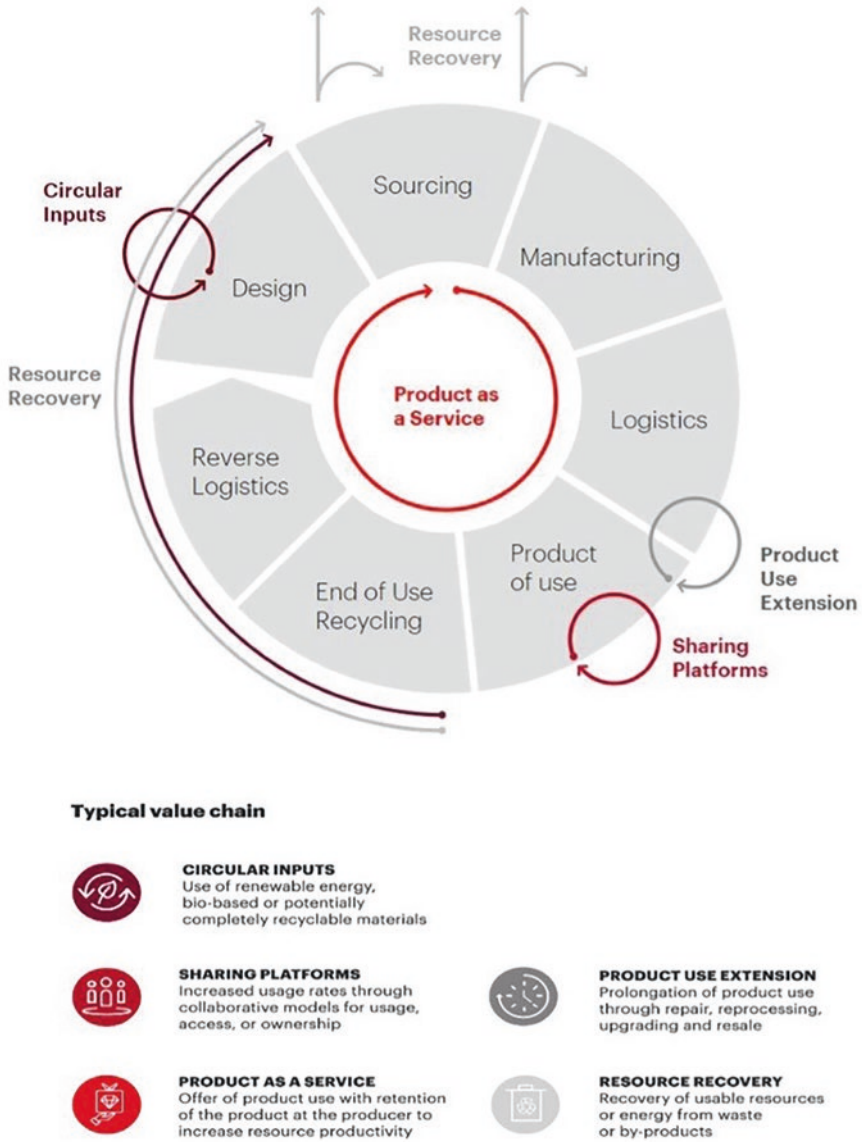 Resource
Recovery
Sourcing
Circular
Inputs
Manufacturing
Design
Resource
Recovery
Product as
a Service
Logistics
Reverse
Logistics
Product
of use
Product
Use
Extension
End of Use
Recycling
Sharing
Platforms
Typical value chain
CIRCULAR INPUTS
Use of renewable energy,
bio-based or potentially
completely recyclable materials
SHARING PLATFORMS
Increased usage rates through
collaborative models for usage,
access, or ownership
PRODUCT USE EXTENSION
Prolongation of product use
through repair, reprocessing,
upgrading and resale
PRODUCT AS A SERVICE
Offer of product use with retention
of the product at the producer to
increase resource productivity
RESOURCE RECOVERY
Recovery of usable resources
or energy from waste
or by-products